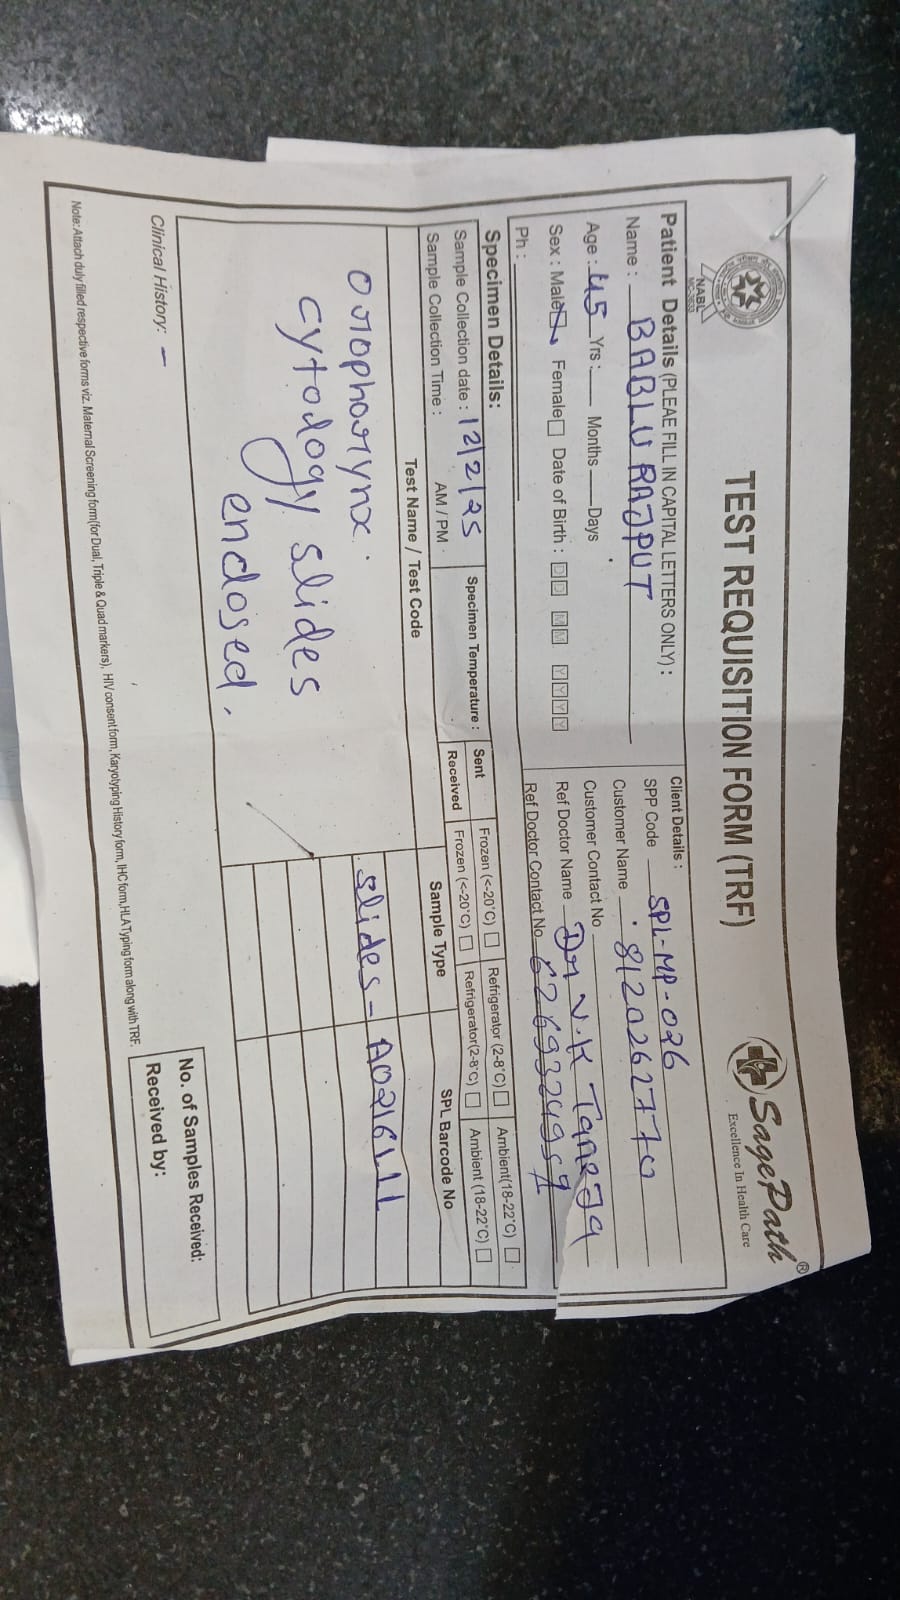 NABL
TEST REQUISITION FORM (TRF)
SagePath®
Excellence In Health Care
Patient Details (PLEAE FILL IN CAPITAL LETTERS ONLY) :
Name : BABLU RAJPUT
Age : 45 Yrs : Months Days
Sex : Male Female Date of Birth : DD MM YYYY
Ph :
Client Details :
SPP Code SPL-MP-026
Customer Name 8120262770
Customer Contact No
Ref Doctor Name Dr V.K Taneja
Ref Doctor Contact No
Specimen Details:
Sample Collection date : 12/2/25
Sample Collection Time : AM / PM
Specimen Temperature :
Sent Frozen (<-20°C) Refrigerator (2-8°C) Ambient(18-22°C)
Received Frozen (<-20°C) Refrigerator(2-8°C) Ambient (18-22°C)
Test Name / Test Code Sample Type SPL Barcode No
oropharynx. slides - A0216111
cytology slides
enclosed.
Clinical History: -
No. of Samples Received:
Received by:
Note: Attach duly filled respective forms viz. Maternal Screening form(for Dual, Triple & Quad markers), HIV consent form, Karyotyping History form, IHC form, HLA Typing form along with TRF.